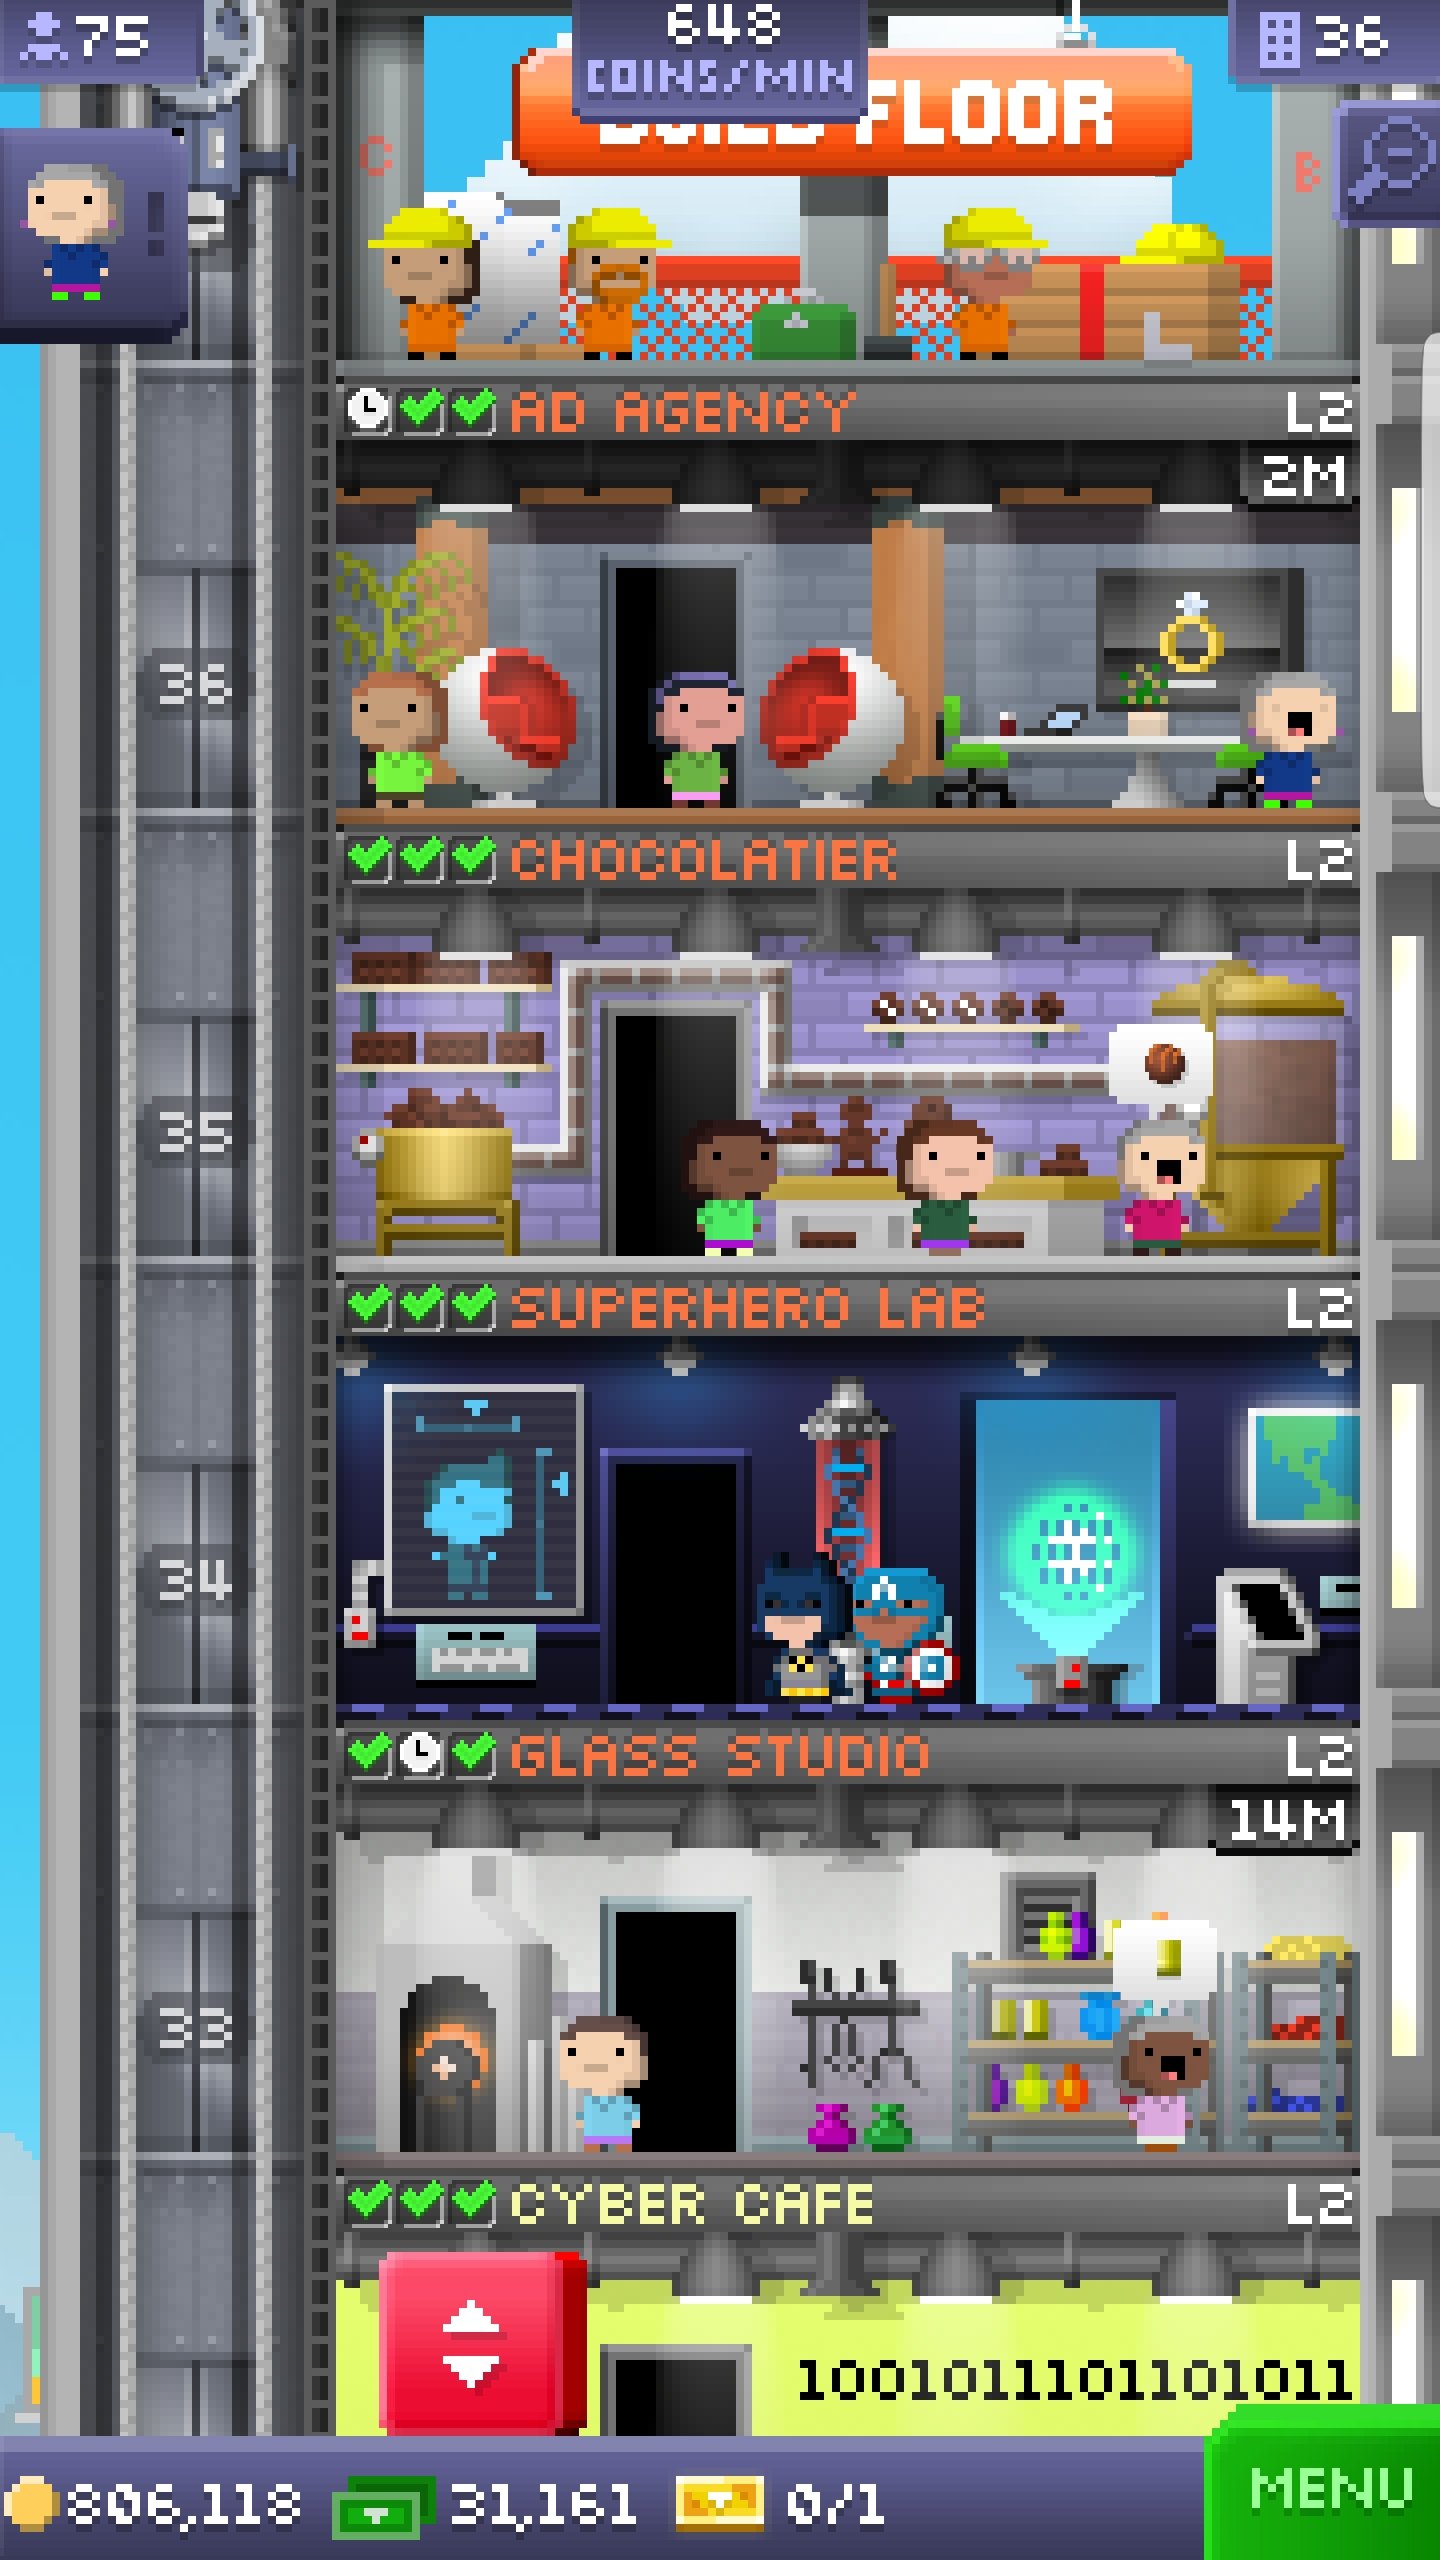 75
648
COINS/MIN
36
BUILD FLOOR
C
B
!
AD AGENCY
L2
2M
36
CHOCOLATIER
L2
35
SUPERHERO LAB
L2
34
GLASS STUDIO
L2
14M
33
CYBER CAFE
L2
1001011101101011
806,118
31,161
0/1
MENU